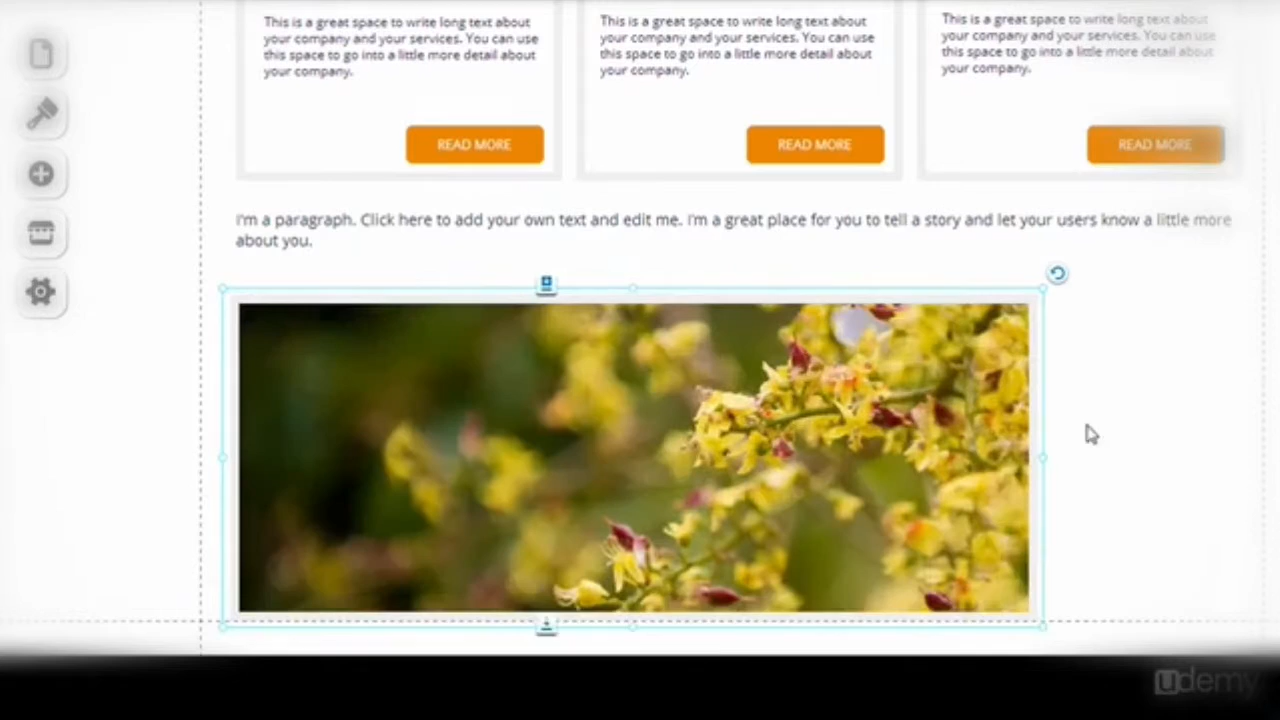 This is a great space to write long text about
your company and your services. You can use
this space to go into a little more detail about
your company.
READ MORE
This is a great space to write long text about
your company and your services. You can use
this space to go into a little more detail about
your company.
READ MORE
This is a great space to write long text about
your company and your services. You can use
this space to go into a little more detail about
your company.
READ MORE
I'm a paragraph. Click here to add your own text and edit me. I'm a great place for you to tell a story and let your users know a little more
about you.
udemy